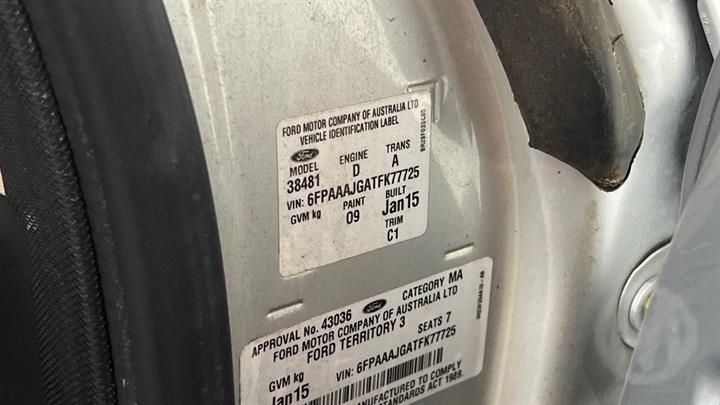 FORD MOTOR COMPANY OF AUSTRALIA LTD
VEHICLE IDENTIFICATION LABEL
Ford
MODEL ENGINE TRANS
38481 D A
VIN: 6FPAAAJGATFK77725
GVM kg PAINT BUILT
09 Jan15
TRIM
C1
APPROVAL No. 43036 Ford CATEGORY MA
FORD MOTOR COMPANY OF AUSTRALIA LTD
FORD TERRITORY 3
GVM kg SEATS 7
Jan15 VIN: 6FPAAAJGATFK77725
MANUFACTURED TO COMPLY
STANDARDS ACT 1989.